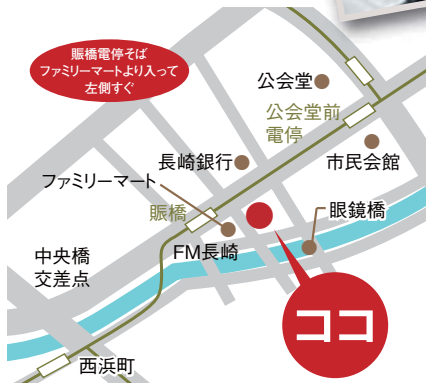 賑橋電停そば
ファミリーマートより入って
左側すぐ
公会堂
公会堂前
電停
長崎銀行
市民会館
ファミリーマート
賑橋
眼鏡橋
FM長崎
中央橋
交差点
ココ
西浜町